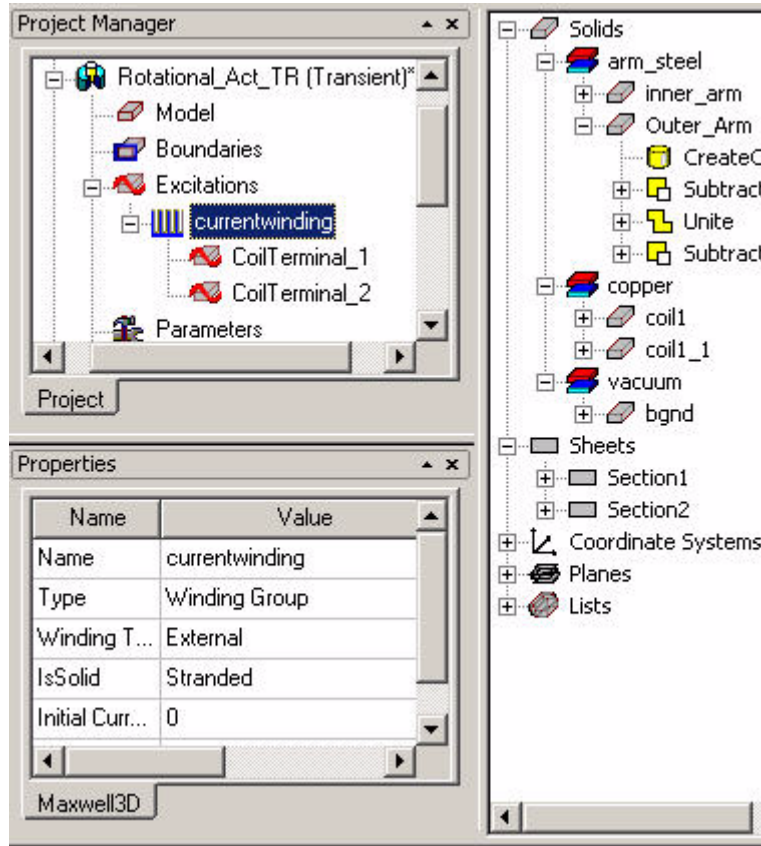 Project Manager
Rotational_Act_TR (Transient)*
Model
Boundaries
Excitations
currentwinding
CoilTerminal_1
CoilTerminal_2
Parameters
Project
Properties
Name Value
Name currentwinding
Type Winding Group
Winding T... External
IsSolid Stranded
Initial Curr... 0
Maxwell3D
Solids
arm_steel
inner_arm
Outer_Arm
CreateC
Subtract
Unite
Subtract
copper
coil1
coil1_1
vacuum
bgnd
Sheets
Section1
Section2
Coordinate Systems
Planes
Lists